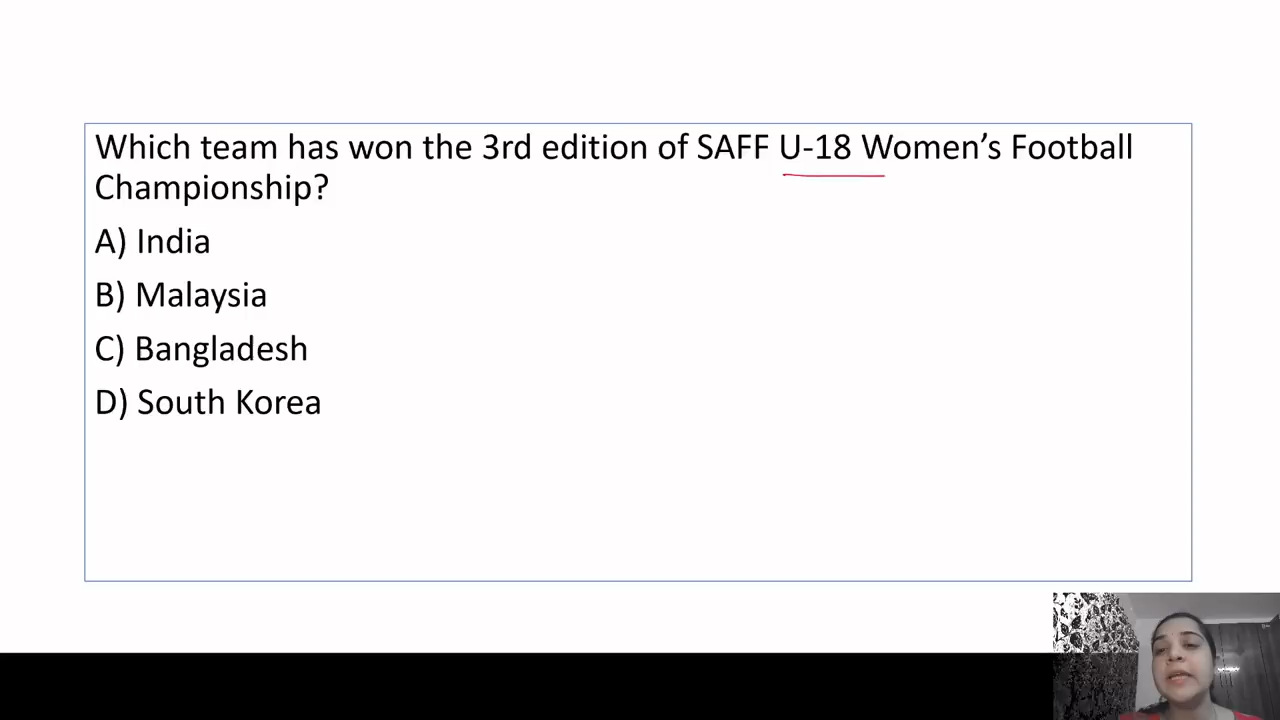 Which team has won the 3rd edition of SAFF U-18 Women’s Football
Championship?
A) India
B) Malaysia
C) Bangladesh
D) South Korea